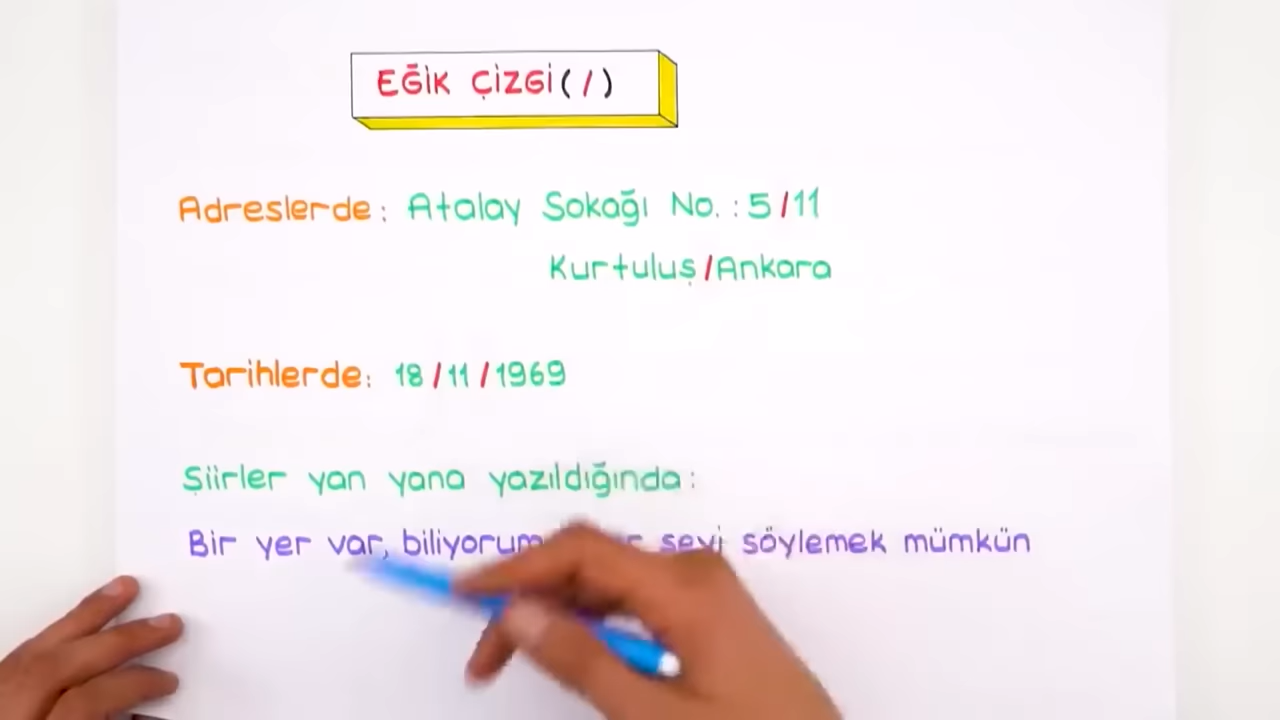 EĞİK ÇİZGİ ( / )
Adreslerde: Atalay Sokağı No. : 5/11
Kurtuluş/Ankara
Tarihlerde: 18/11/1969
Şiirler yan yana yazıldığında:
Bir yer var, biliyorum söylemek mümkün